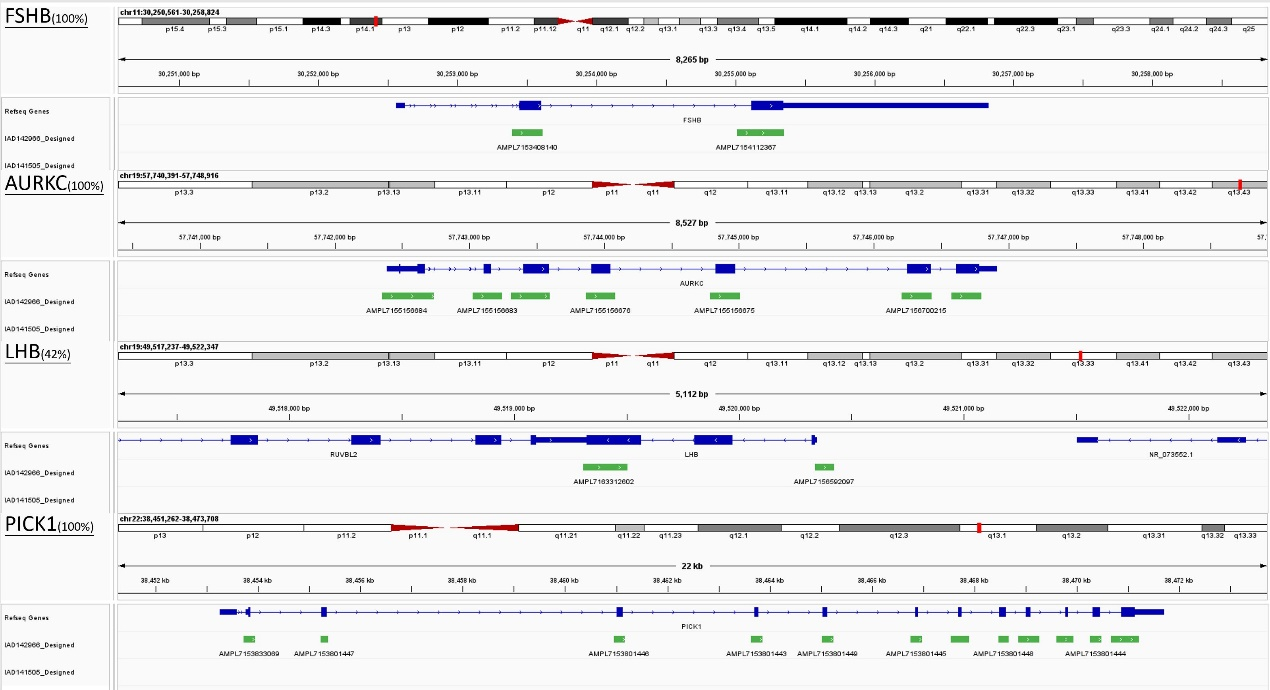 FSHB(100%)
chr11:30,250,561-30,258,824
p15.4 p15.3 p15.1 p14.3 p14.1 p13 p12 p11.2 p11.12 q11 q12.1 q12.2 q13.1 q13.3 q13.4 q13.5 q14.1 q14.2 q14.3 q21 q22.1 q22.3 q23.1 q23.3 q24.1 q24.2 q24.3 q25
8,265 bp
30,251,000 bp 30,252,000 bp 30,253,000 bp 30,254,000 bp 30,255,000 bp 30,256,000 bp 30,257,000 bp 30,258,000 bp
Refseq Genes
FSHB
IAD142966_Designed
AMPL7153408140 AMPL7154112367
IAD141505_Designed
AURKC(100%)
chr19:57,740,391-57,748,916
p13.3 p13.2 p13.13 p13.11 p12 p11 q11 q12 q13.11 q13.12 q13.13 q13.2 q13.31 q13.32 q13.33 q13.41 q13.42 q13.43
8,527 bp
57,741,000 bp 57,742,000 bp 57,743,000 bp 57,744,000 bp 57,745,000 bp 57,746,000 bp 57,747,000 bp 57,748,000 bp 57,7
Refseq Genes
AURKC
IAD142966_Designed
AMPL7155156684 AMPL7155156683 AMPL7155156676 AMPL7155156675 AMPL7156700215
IAD141505_Designed
LHB(42%)
chr19:49,517,237-49,522,347
p13.3 p13.2 p13.13 p13.11 p12 p11 q11 q12 q13.11 q13.12 q13.13 q13.2 q13.31 q13.32 q13.33 q13.41 q13.42 q13.43
5,112 bp
49,518,000 bp 49,519,000 bp 49,520,000 bp 49,521,000 bp 49,522,000 bp
Refseq Genes
RUVBL2 LHB NR_073552.1
IAD142966_Designed
AMPL7163312602 AMPL7156592097
IAD141505_Designed
PICK1(100%)
chr22:38,451,262-38,473,708
p13 p12 p11.2 p11.1 q11.1 q11.21 q11.22 q11.23 q12.1 q12.2 q12.3 q13.1 q13.2 q13.31 q13.32 q13.33
22 kb
38,452 kb 38,454 kb 38,456 kb 38,458 kb 38,460 kb 38,462 kb 38,464 kb 38,466 kb 38,468 kb 38,470 kb 38,472 kb
Refseq Genes
PICK1
IAD142966_Designed
AMPL7153833069 AMPL7153801447 AMPL7153801446 AMPL7153801443 AMPL7153801449 AMPL7153801445 AMPL7153801448 AMPL7153801444
IAD141505_Designed